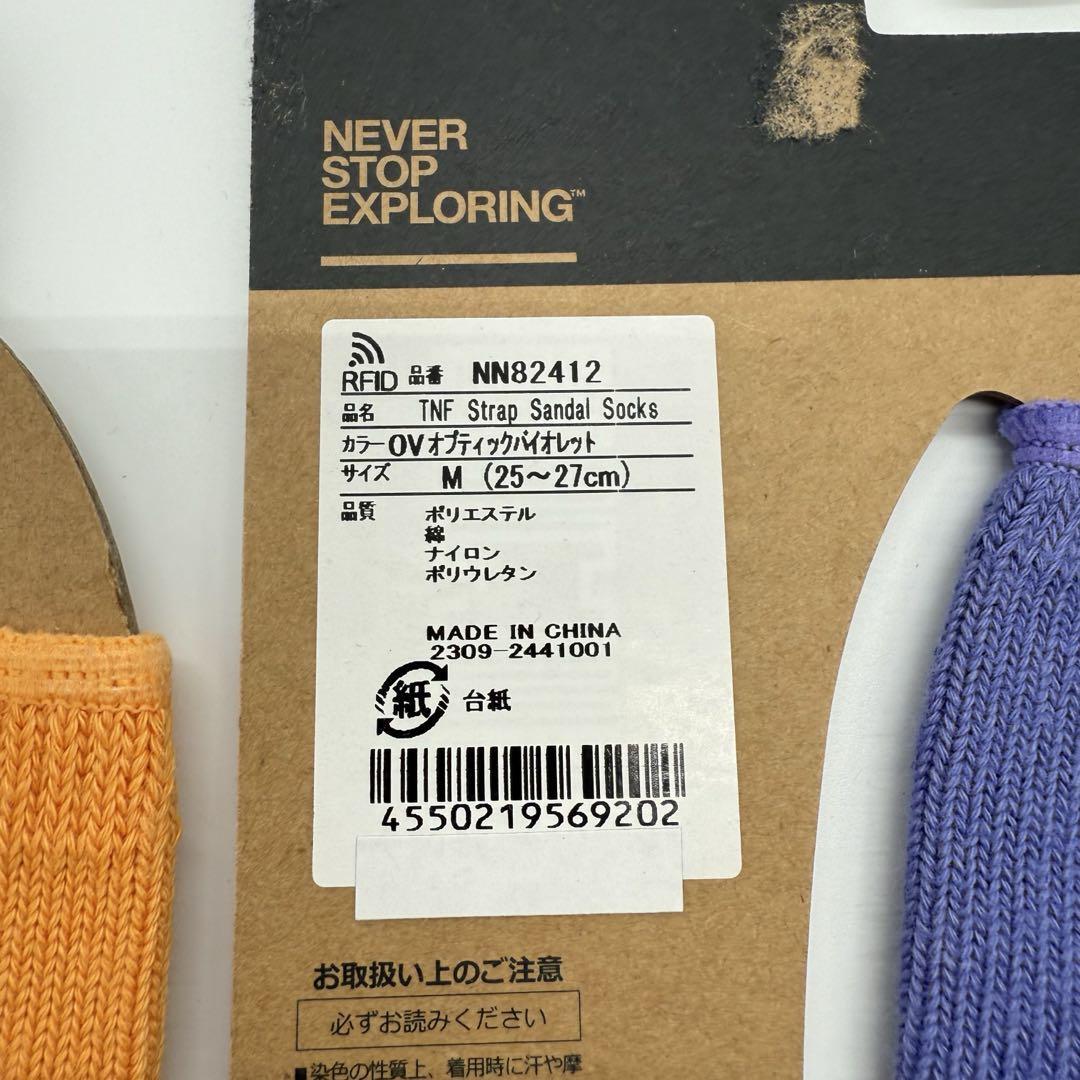 NEVER
STOP
EXPLORING™
RFID 品番 NN82412
品名 TNF Strap Sandal Socks
カラー OVオプティックバイオレット
サイズ M (25～27cm)
品質 ポリエステル
綿
ナイロン
ポリウレタン
MADE IN CHINA
2309-2441001
紙 台紙
4550219569202
お取扱い上のご注意
必ずお読みください
■染色の性質上、着用時に汗や摩